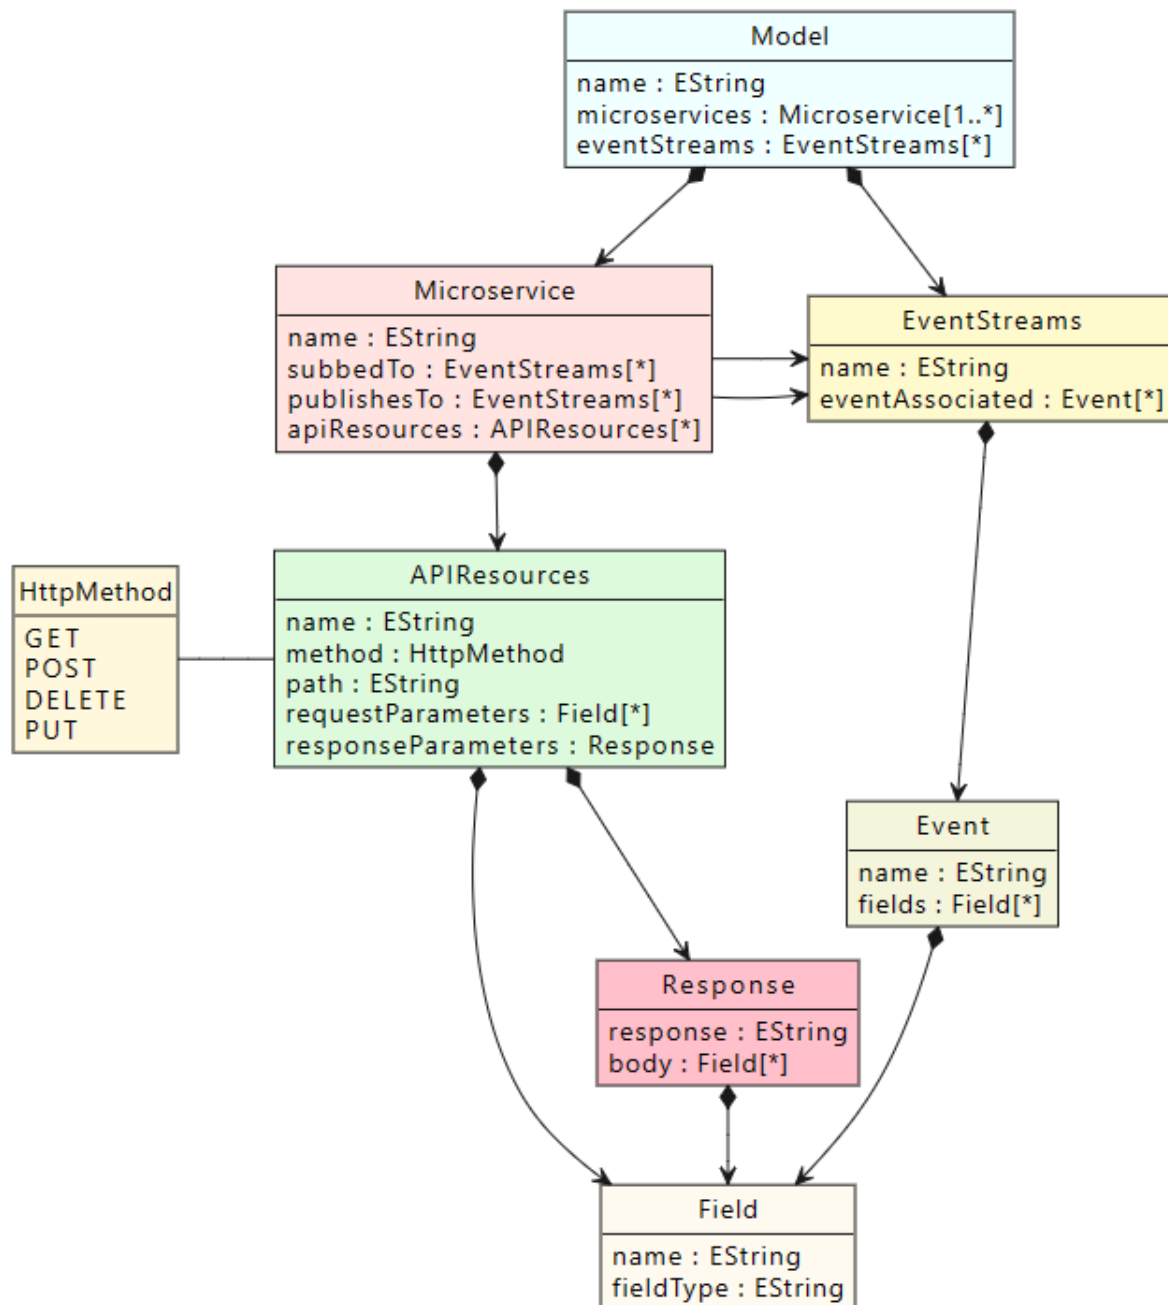 Model
name : EString
microservices : Microservice[1..*]
eventStreams : EventStreams[*]
Microservice
name : EString
subbedTo : EventStreams[*]
publishesTo : EventStreams[*]
apiResources : APIResources[*]
EventStreams
name : EString
eventAssociated : Event[*]
HttpMethod
GET
POST
DELETE
PUT
APIResources
name : EString
method : HttpMethod
path : EString
requestParameters : Field[*]
responseParameters : Response
Event
name : EString
fields : Field[*]
Response
response : EString
body : Field[*]
Field
name : EString
fieldType : EString